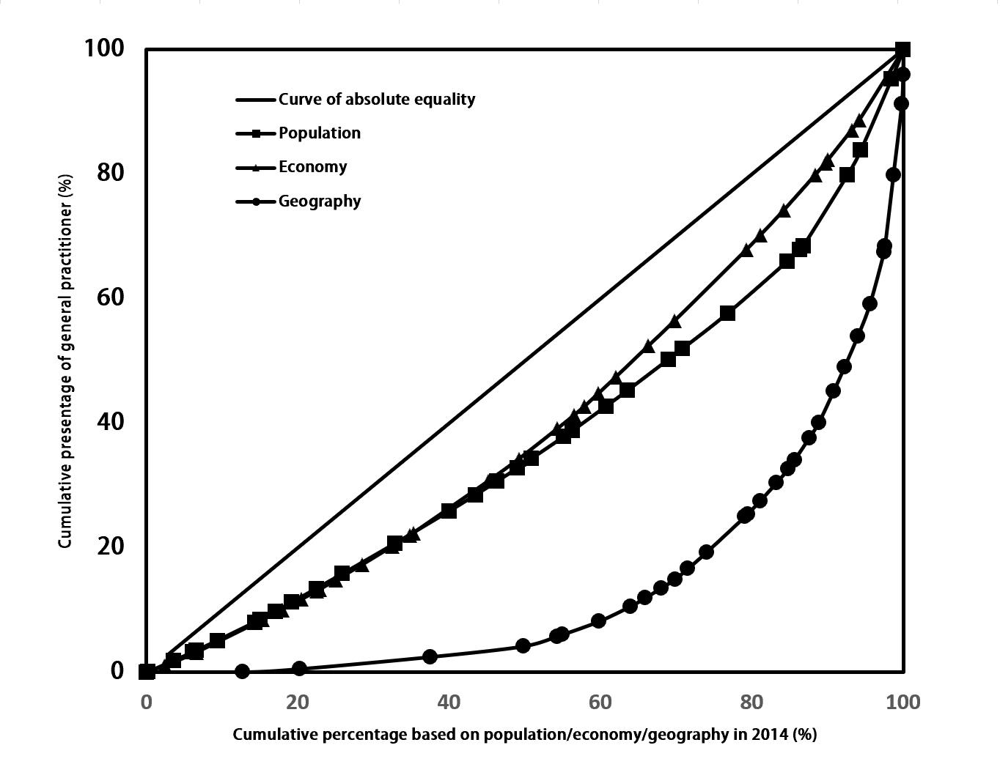 100
Curve of absolute equality
Population
Economy
Geography
80
60
40
20
0
Cumulative presentage of general practitioner (%)
0 20 40 60 80 100
Cumulative percentage based on population/economy/geography in 2014 (%)